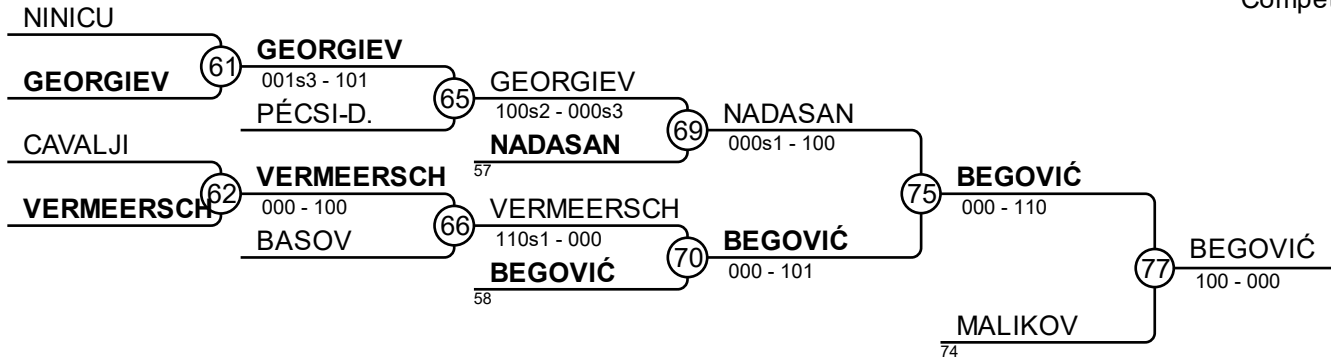 Compe
NINICU
61
GEORGIEV
GEORGIEV
001s3 - 101
65
GEORGIEV
PÉCSI-D.
100s2 - 000s3
69
NADASAN
CAVALJI
NADASAN
000s1 - 100
57
62
VERMEERSCH
75
BEGOVIĆ
VERMEERSCH
000 - 100
000 - 110
66
VERMEERSCH
BASOV
110s1 - 000
70
BEGOVIĆ
BEGOVIĆ
000 - 101
77
BEGOVIĆ
58
100 - 000
MALIKOV
74